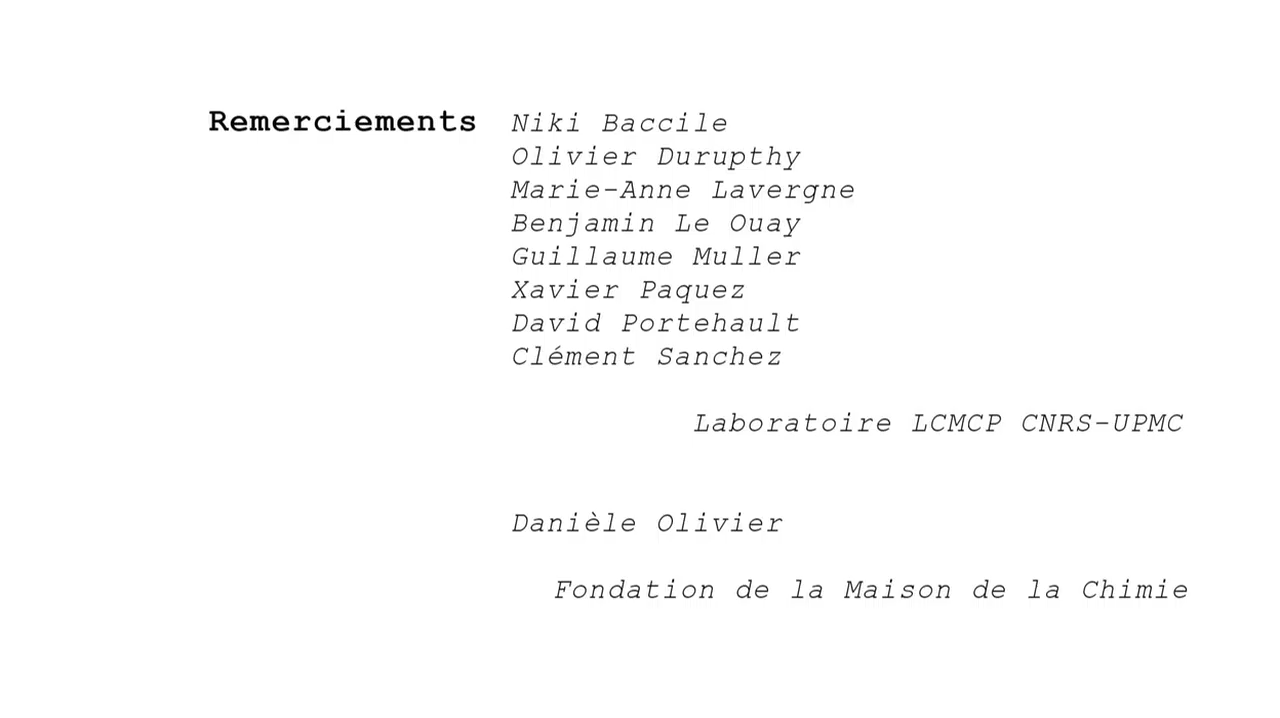 Remerciements Niki Baccile
Olivier Durupthy
Marie-Anne Lavergne
Benjamin Le Ouay
Guillaume Muller
Xavier Paquez
David Portehault
Clément Sanchez
Laboratoire LCMCP CNRS-UPMC
Danièle Olivier
Fondation de la Maison de la Chimie